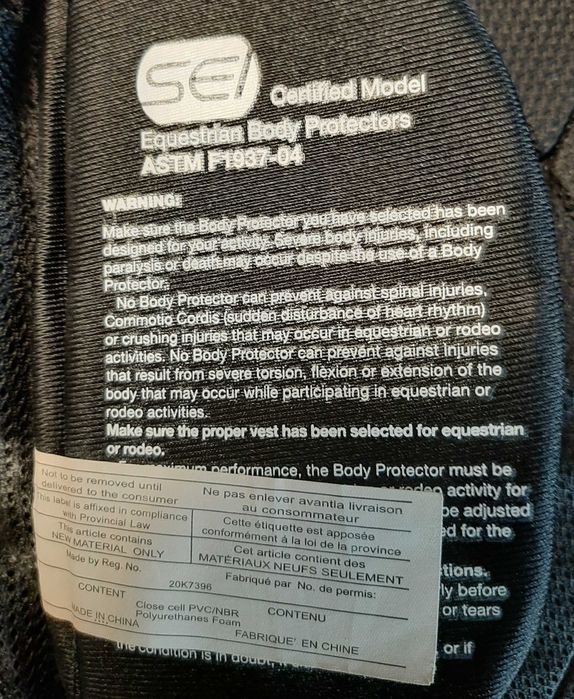 SEI Certified Model
Equestrian Body Protectors
ASTM F1937-04
WARNING:
Make sure the Body Protector you have selected has been
designed for your activity. Severe body injuries, including
paralysis or death may occur despite the use of a Body
Protector.
No Body Protector can prevent against spinal injuries,
Commotio Cordis (sudden disturbance of heart rhythm)
or crushing injuries that may occur in equestrian or rodeo
activities. No Body Protector can prevent against injuries
that result from severe torsion, flexion or extension of the
body that may occur while participating in equestrian or
rodeo activities.
Make sure the proper vest has been selected for equestrian
or rodeo.
performance, the Body Protector must be
rodeo activity for
be adjusted
ed for the
tions.
ly before
or tears
or if
the condition is in doubt,
Not to be removed until
delivered to the consumer
Ne pas enlever avantia livraison
au consommateur
This label is affixed in compliance
with Provincial Law
Cette étiquette est apposée
conformément à la loi de la province
This article contains
NEW MATERIAL ONLY
Cet article contient des
MATÉRIAUX NEUFS SEULEMENT
Made by Reg. No.
Fabriqué par No. de permis:
20K7396
CONTENT
CONTENU
Close cell PVC/NBR
Polyurethanes Foam
MADE IN CHINA
FABRIQUE' EN CHINE